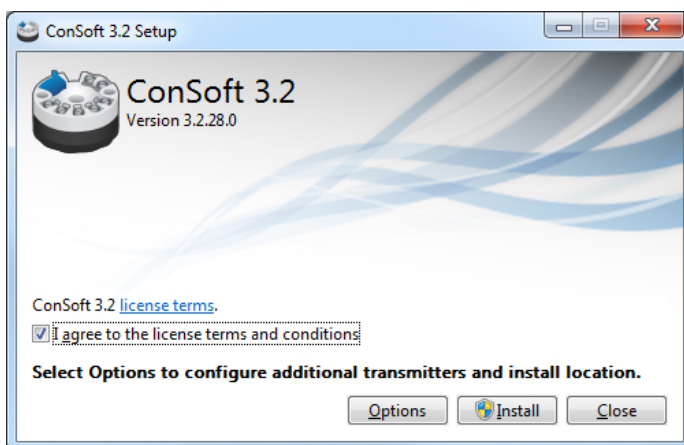 ConSoft 3.2 Setup
ConSoft 3.2
Version 3.2.28.0
ConSoft 3.2 license terms.
I agree to the license terms and conditions
Select Options to configure additional transmitters and install location.
Options Install Close